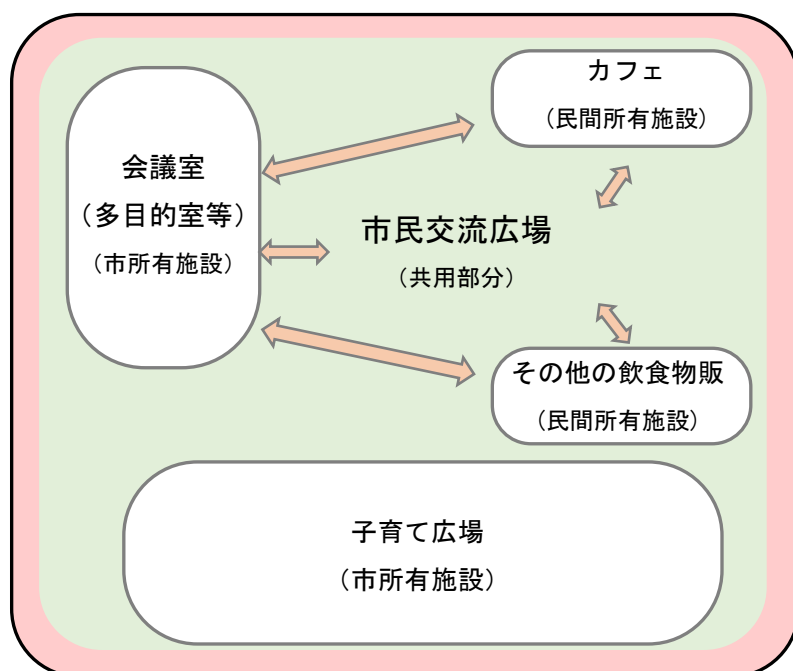 会議室
（多目的室等）
（市所有施設）
カフェ
（民間所有施設）
市民交流広場
（共用部分）
その他の飲食物販
（民間所有施設）
子育て広場
（市所有施設）